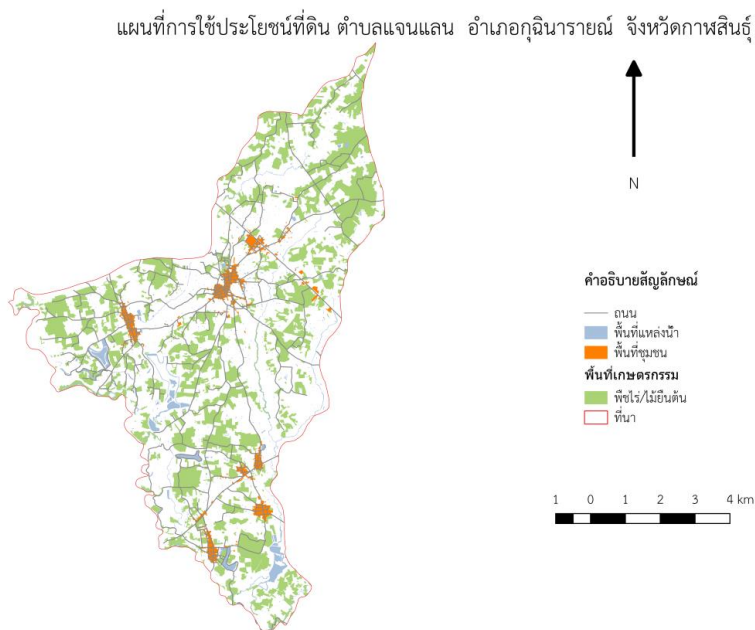 แผนที่การใช้ประโยชน์ที่ดิน ตำบลแจนแลน อำเภอกุฉินารายณ์ จังหวัดกาฬสินธุ์
N
คำอธิบายสัญลักษณ์
ถนน
พื้นที่แหล่งน้ำ
พื้นที่ชุมชน
พื้นที่เกษตรกรรม
พืชไร่/ไม้ยืนต้น
ที่นา
1 0 1 2 3 4 km